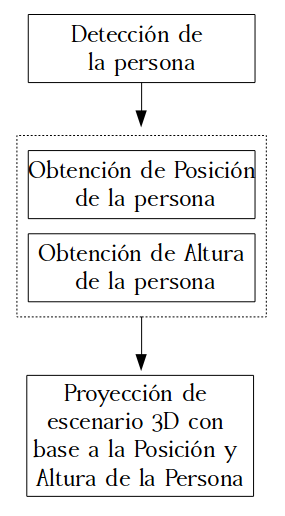 Detección de
la persona
Obtención de Posición
de la persona
Obtención de Altura
de la persona
Proyección de
escenario 3D con
base a la Posición y
Altura de la Persona